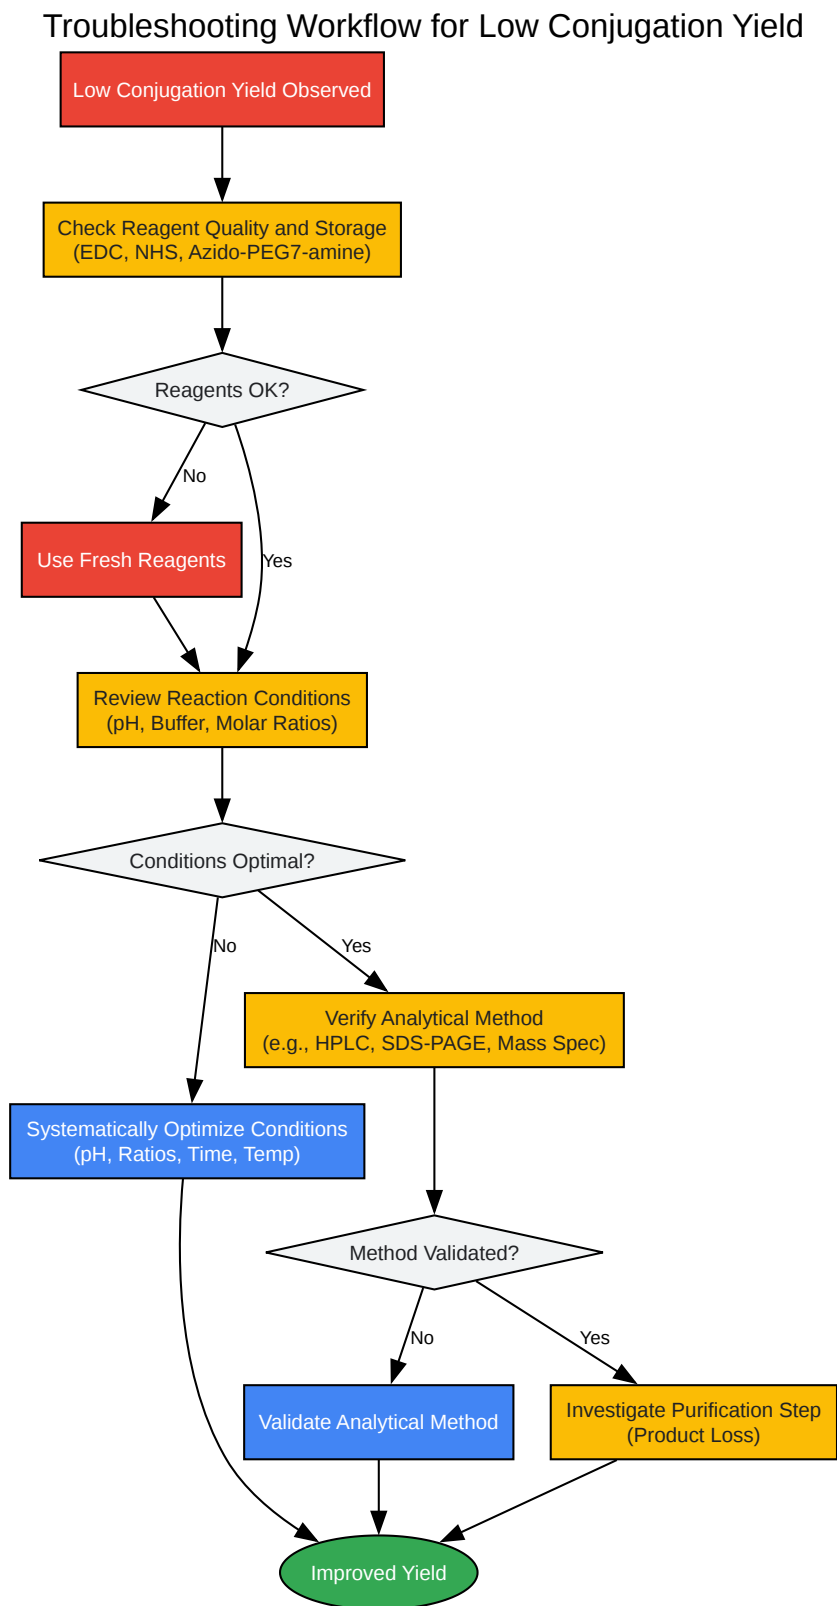 Troubleshooting Workflow for Low Conjugation Yield
Low Conjugation Yield Observed
Check Reagent Quality and Storage
(EDC, NHS, Azido-PEG7-amine)
Reagents OK?
No
Yes
Use Fresh Reagents
Review Reaction Conditions
(pH, Buffer, Molar Ratios)
Conditions Optimal?
No
Yes
Verify Analytical Method
(e.g., HPLC, SDS-PAGE, Mass Spec)
Systematically Optimize Conditions
(pH, Ratios, Time, Temp)
Method Validated?
No
Yes
Validate Analytical Method
Investigate Purification Step
(Product Loss)
Improved Yield